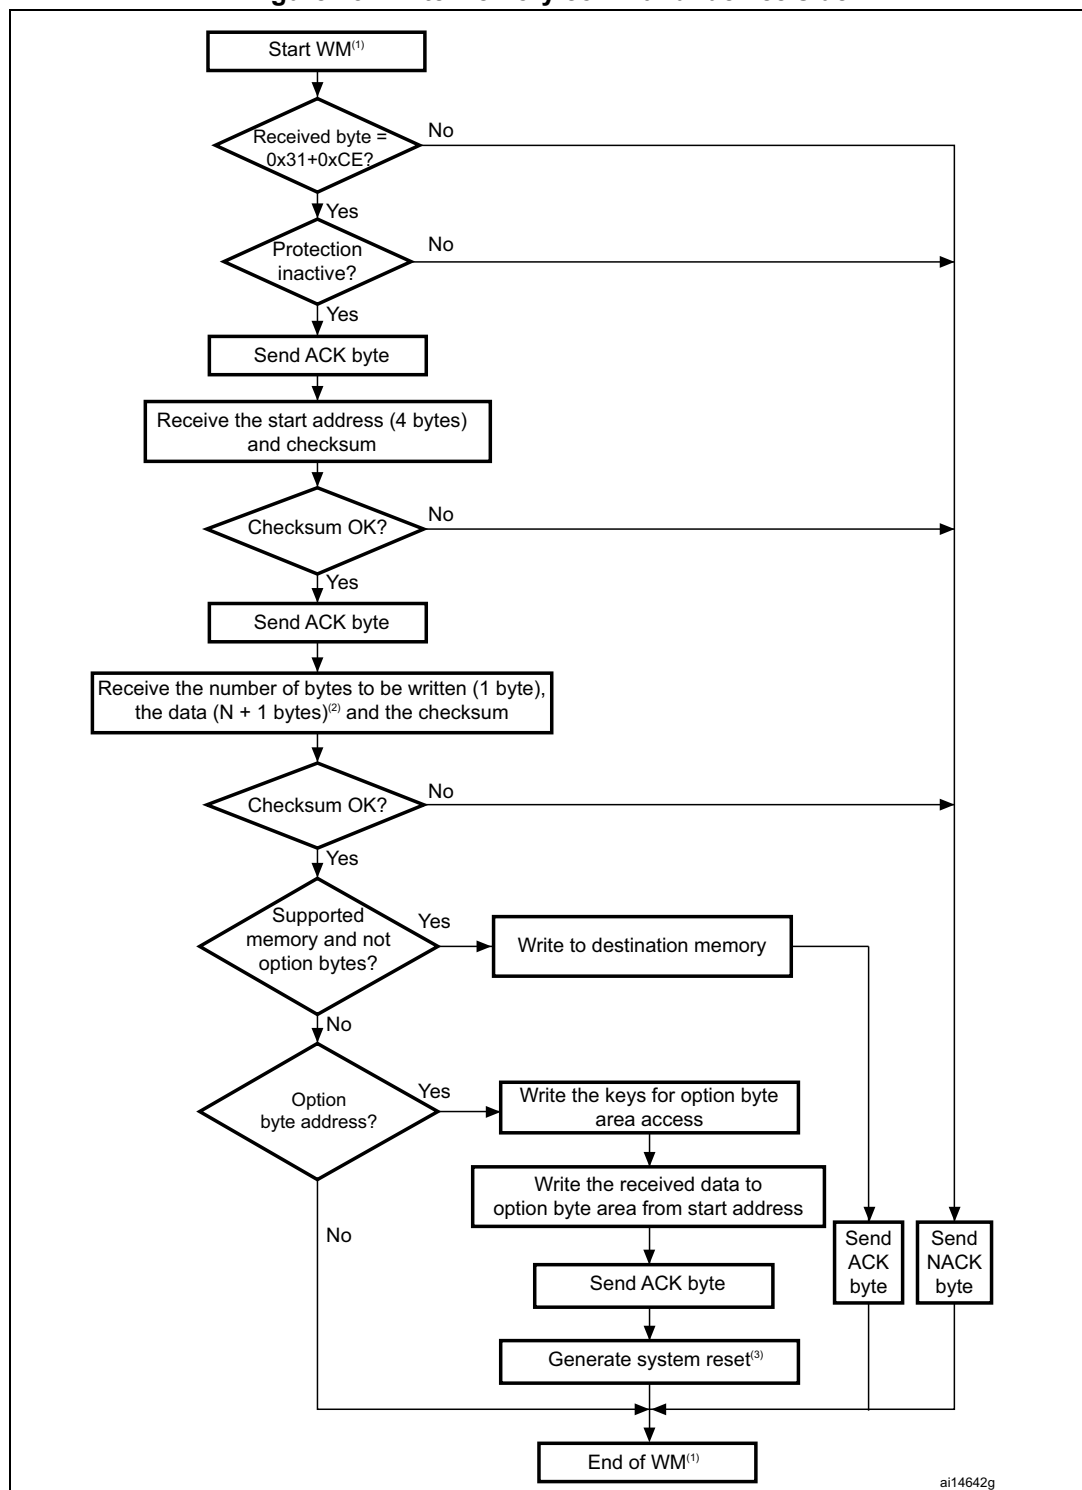 Start WM(1)
Received byte =
0x31+0xCE?
No
Yes
Protection
inactive?
No
Yes
Send ACK byte
Receive the start address (4 bytes)
and checksum
Checksum OK?
No
Yes
Send ACK byte
Receive the number of bytes to be written (1 byte),
the data (N + 1 bytes)(2) and the checksum
Checksum OK?
No
Yes
Supported
memory and not
option bytes?
Yes
Write to destination memory
No
Option
byte address?
Yes
Write the keys for option byte
area access
Write the received data to
option byte area from start address
No
Send
ACK
byte
Send
NACK
byte
Send ACK byte
Generate system reset(3)
End of WM(1)
ai14642g